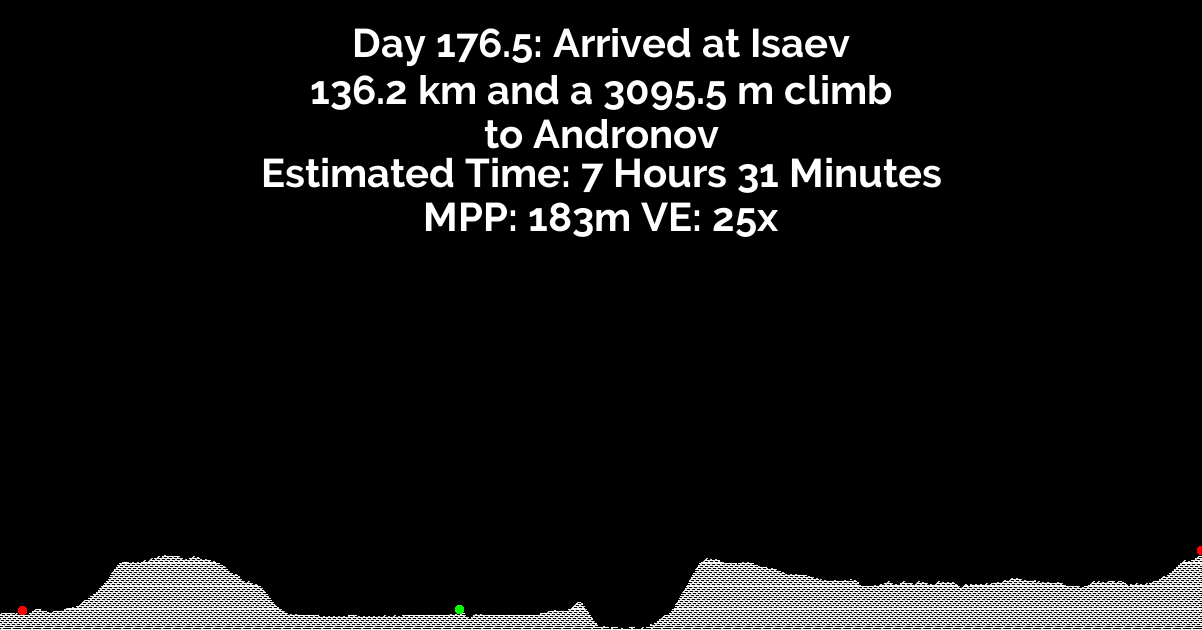 Day 176.5: Arrived at Isaev
136.2 km and a 3095.5 m climb
to Andronov
Estimated Time: 7 Hours 31 Minutes
MPP: 183m VE: 25x